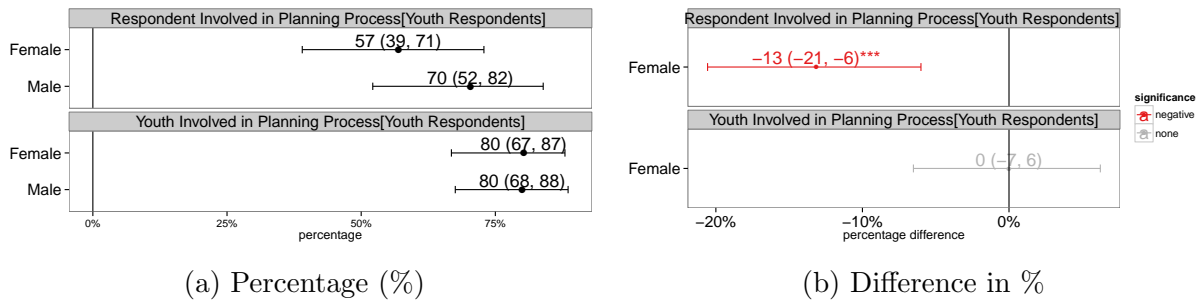 Respondent Involved in Planning Process[Youth Respondents]
Female
57 (39, 71)
Male
70 (52, 82)
Youth Involved in Planning Process[Youth Respondents]
Female
80 (67, 87)
Male
80 (68, 88)
0% 25% 50% 75%
percentage
(a) Percentage (%)
Respondent Involved in Planning Process[Youth Respondents]
Female
−13 (−21, −6)***
Youth Involved in Planning Process[Youth Respondents]
Female
0 (−7, 6)
−20% −10% 0%
percentage difference
significance
a negative
a none
(b) Difference in %